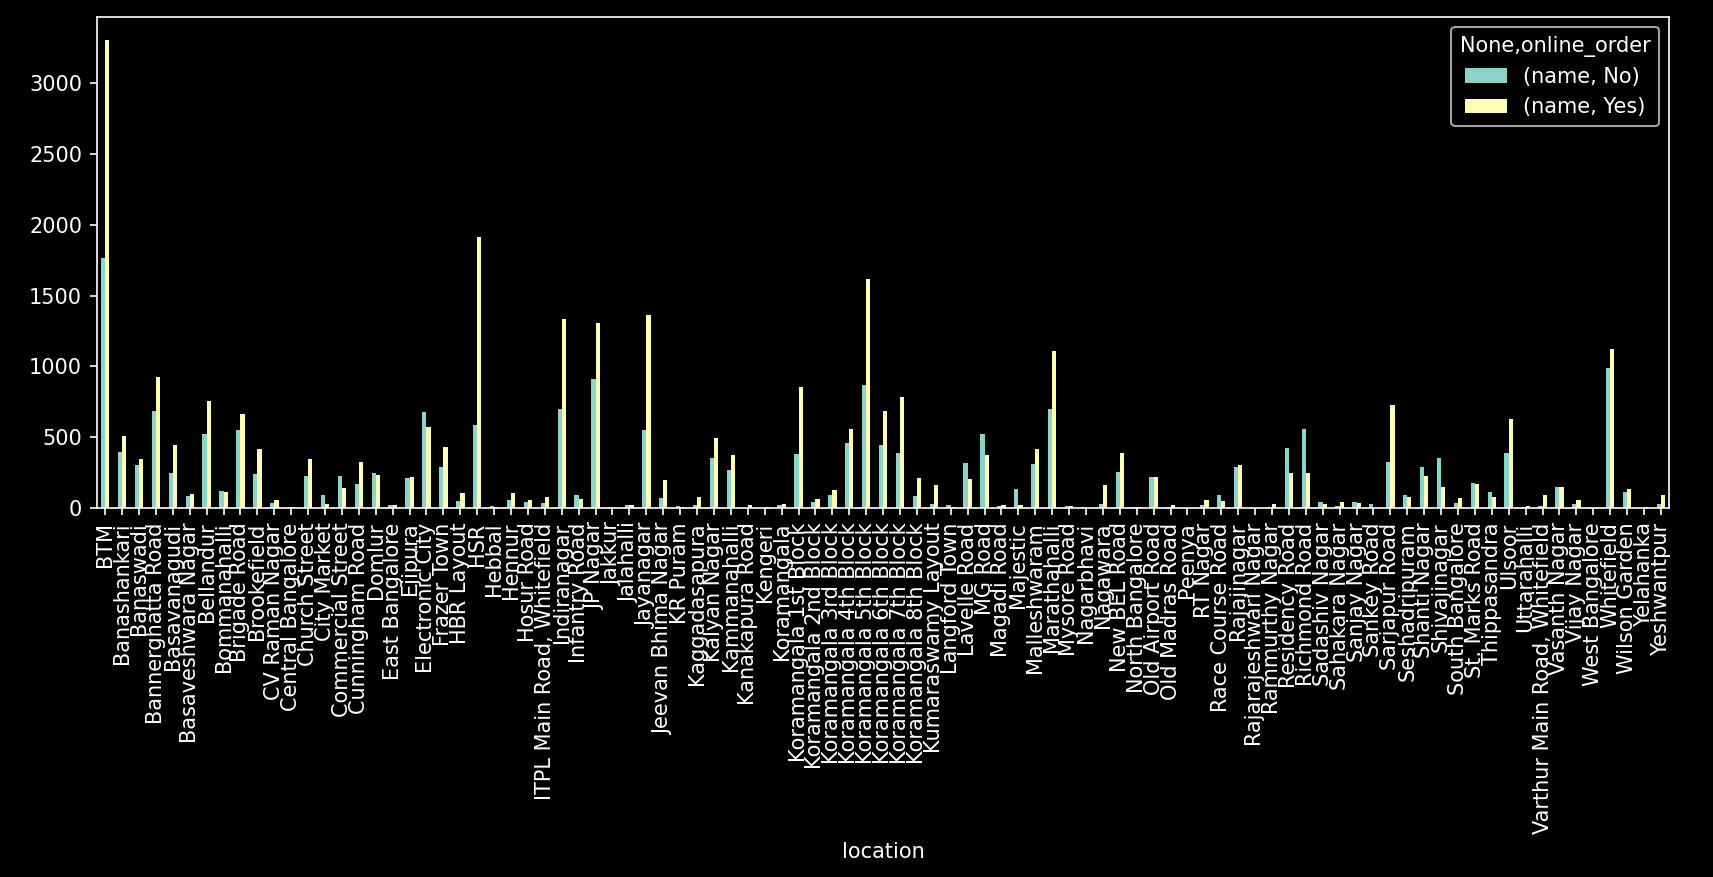 None,online_order
(name, No)
(name, Yes)
3000
2500
2000
1500
1000
500
0
BTM
Banashankari
Banaswadi
Bannerghatta Road
Basavanagudi
Basaveshwara Nagar
Bellandur
Bommanahalli
Brigade Road
Brookefield
CV Raman Nagar
Central Bangalore
Church Street
City Market
Commercial Street
Cunningham Road
Domlur
East Bangalore
Ejipura
Electronic City
Frazer Town
HBR Layout
HSR
Hebbal
Hennur
Hosur Road
ITPL Main Road, Whitefield
Indiranagar
Infantry Road
JP Nagar
Jakkur
Jalahalli
Jayanagar
Jeevan Bhima Nagar
KR Puram
Kaggadasapura
Kalyan Nagar
Kammanahalli
Kanakapura Road
Kengeri
Koramangala
Koramangala 1st Block
Koramangala 2nd Block
Koramangala 3rd Block
Koramangala 4th Block
Koramangala 5th Block
Koramangala 6th Block
Koramangala 7th Block
Koramangala 8th Block
Kumaraswamy Layout
Langford Town
Lavelle Road
MG Road
Magadi Road
Majestic
Malleshwaram
Marathahalli
Mysore Road
Nagarbhavi
Nagawara
New BEL Road
North Bangalore
Old Airport Road
Old Madras Road
Peenya
RT Nagar
Race Course Road
Rajajinagar
Rajarajeshwari Nagar
Rammurthy Nagar
Residency Road
Richmond Road
Sadashiv Nagar
Sahakara Nagar
Sanjay Nagar
Sankey Road
Sarjapur Road
Seshadripuram
Shanti Nagar
Shivajinagar
South Bangalore
St. Marks Road
Thippasandra
Ulsoor
Uttarahalli
Varthur Main Road, Whitefield
Vasanth Nagar
Vijay Nagar
West Bangalore
Whitefield
Wilson Garden
Yelahanka
Yeshwantpur
location